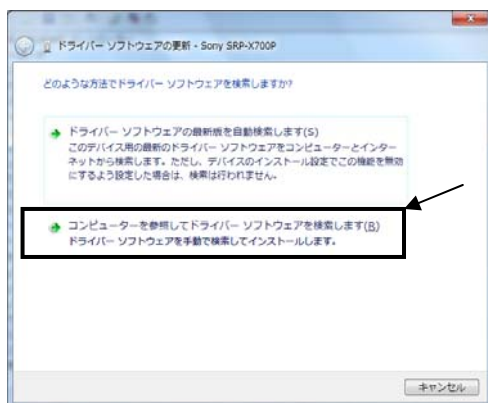 ドライバー ソフトウェアの更新 - Sony SRP-X700P
どのような方法でドライバー ソフトウェアを検索しますか?
ドライバー ソフトウェアの最新版を自動検索します(S)
このデバイス用の最新のドライバー ソフトウェアをコンピューターとインター
ネットから検索します。ただし、デバイスのインストール設定でこの機能を無効
にするよう設定した場合は、検索は行われません。
コンピューターを参照してドライバー ソフトウェアを検索します(R)
ドライバー ソフトウェアを手動で検索してインストールします。
キャンセル